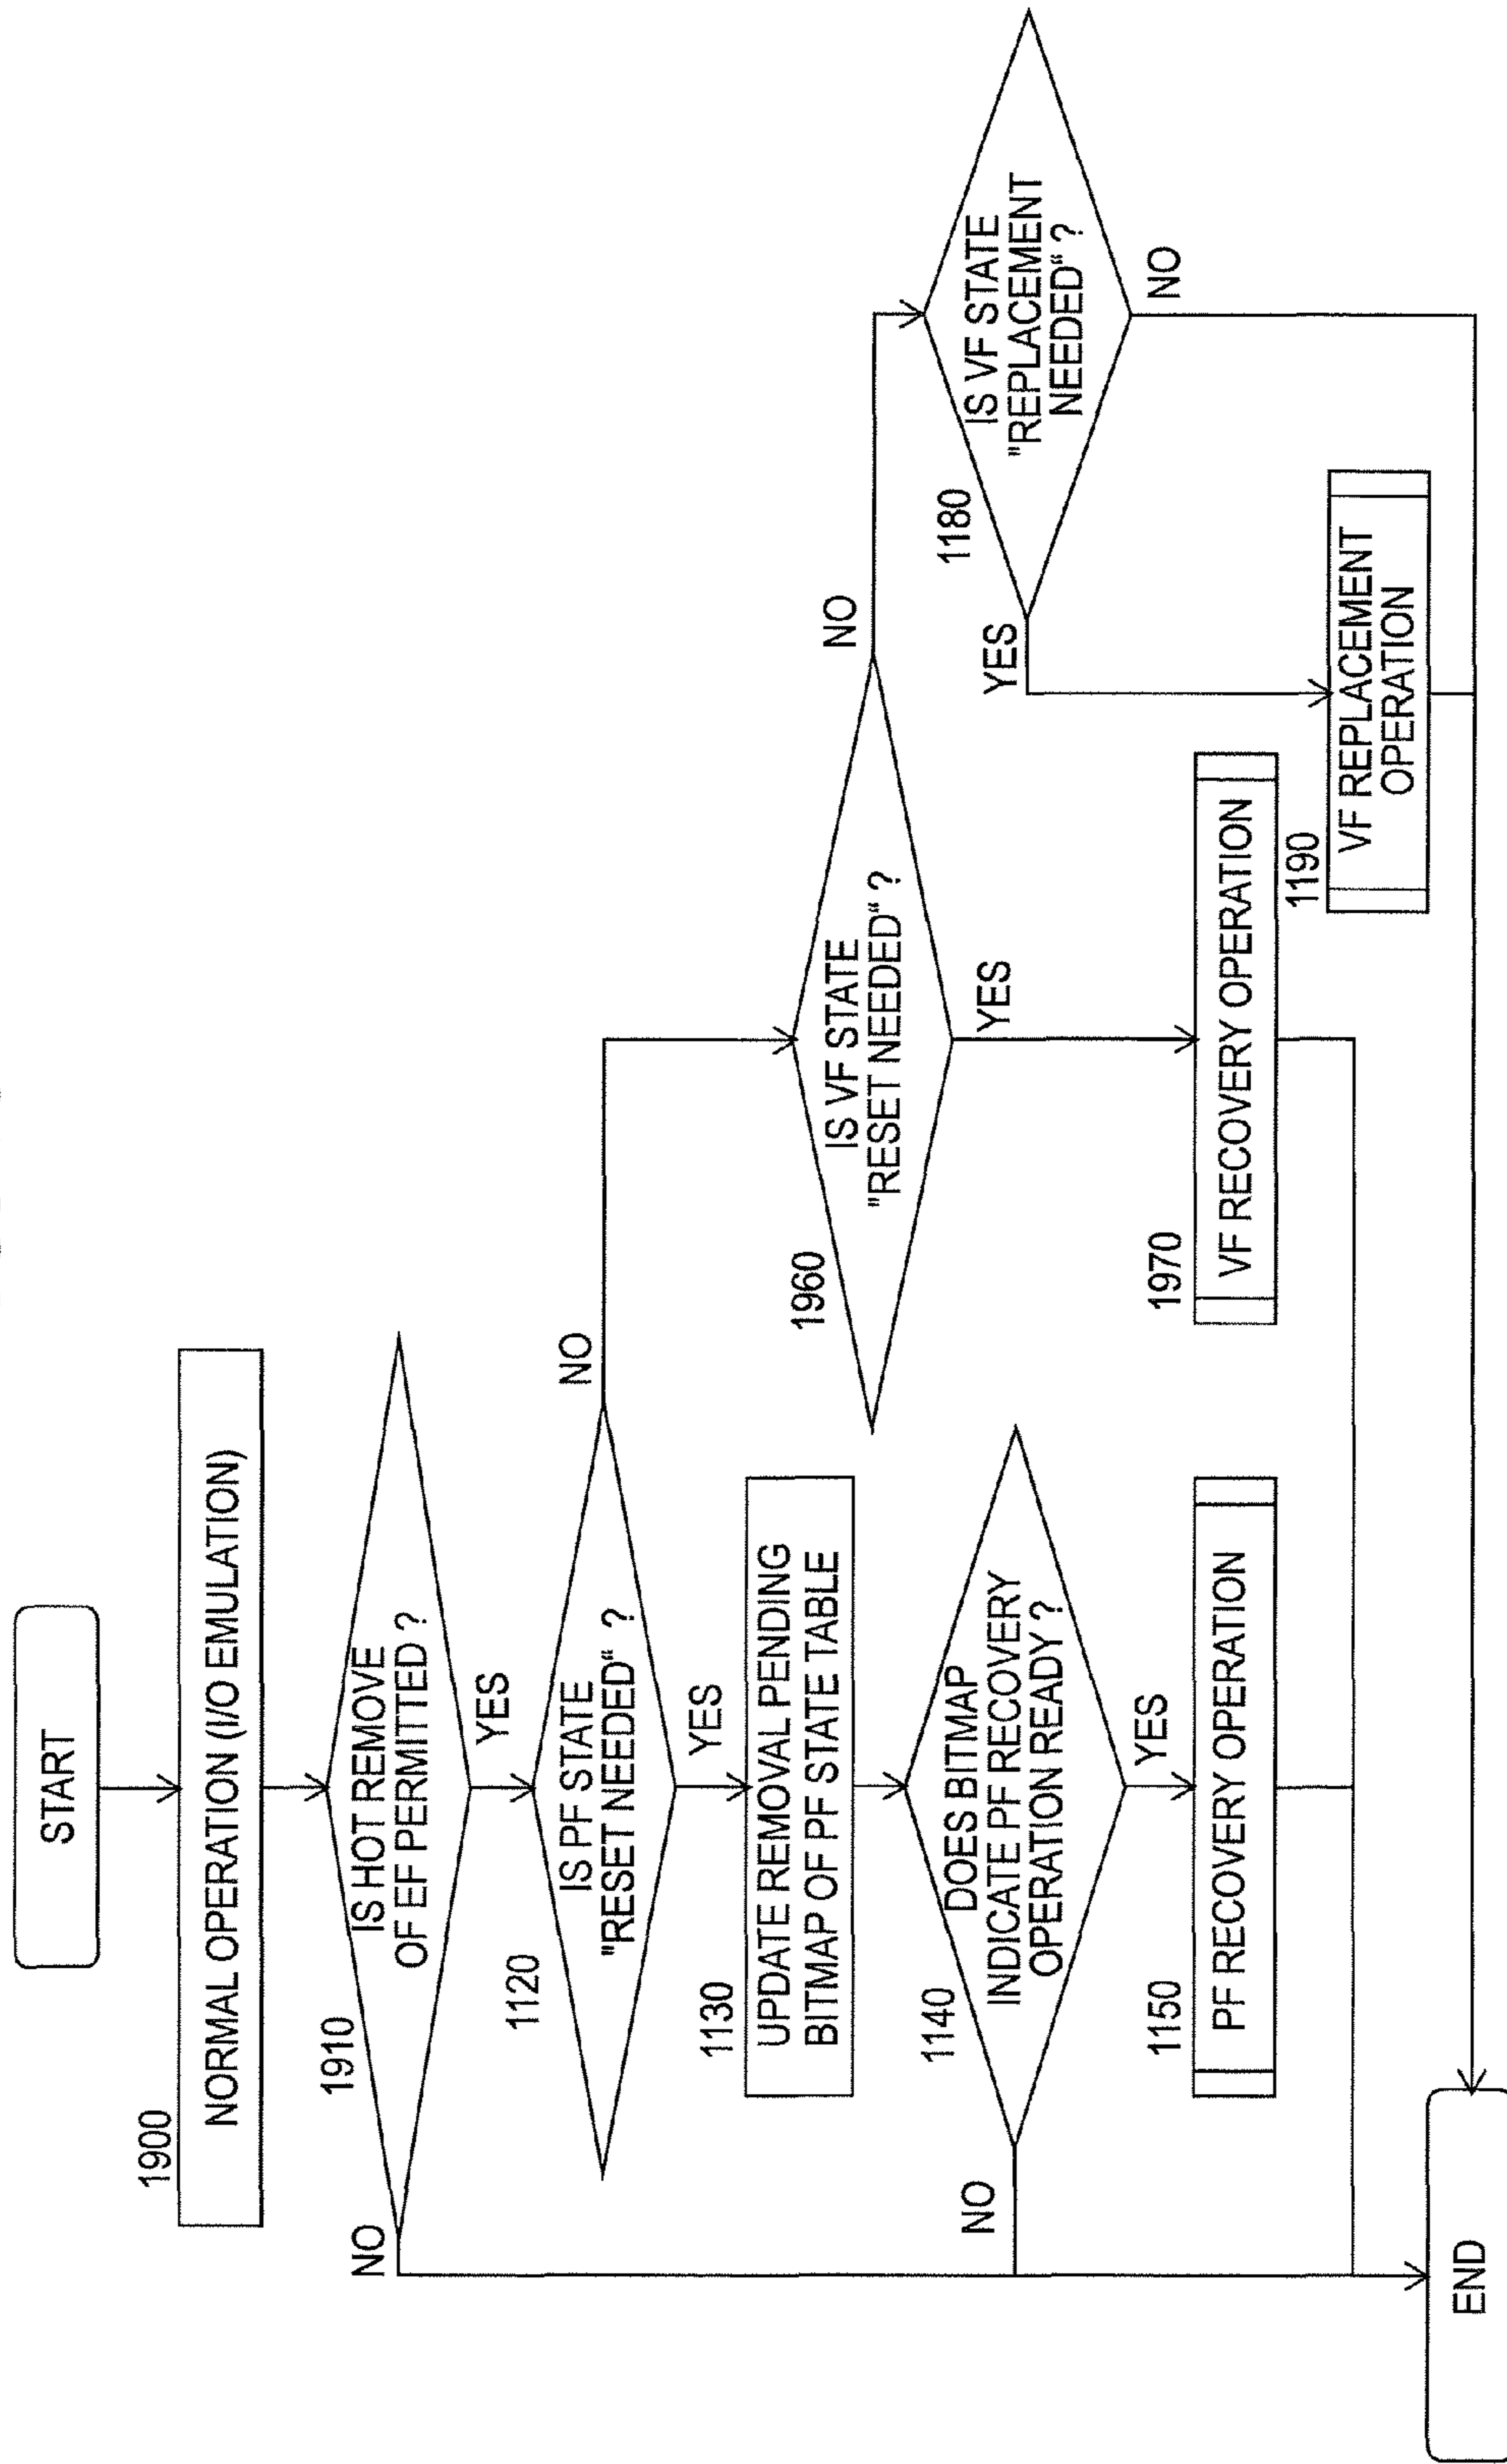 START
1900
NORMAL OPERATION (I/O EMULATION)
1910
IS HOT REMOVE
OF EF PERMITTED ?
NO
YES
1120
IS PF STATE
"RESET NEEDED" ?
NO
YES
1130
UPDATE REMOVAL PENDING
BITMAP OF PF STATE TABLE
1140
DOES BITMAP
INDICATE PF RECOVERY
OPERATION READY ?
NO
YES
1150
PF RECOVERY OPERATION
1960
IS VF STATE
"RESET NEEDED" ?
NO
YES
1970
VF RECOVERY OPERATION
1180
IS VF STATE
"REPLACEMENT
NEEDED" ?
YES
NO
1190
VF REPLACEMENT
OPERATION
END